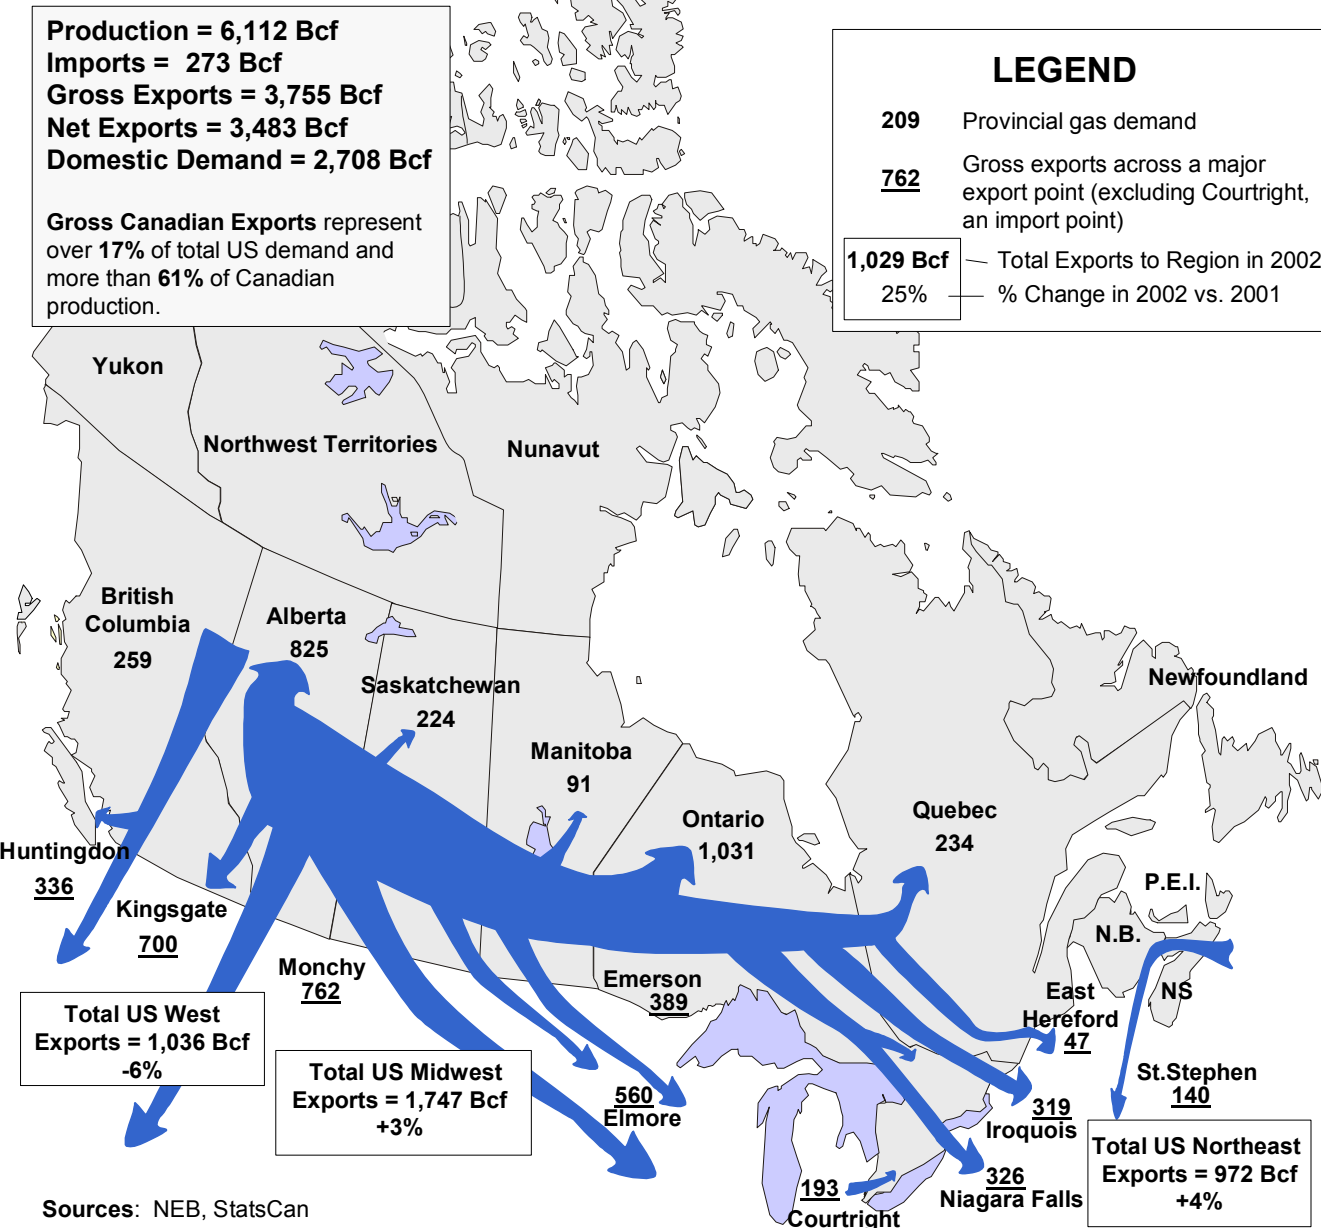 Production = 6,112 Bcf
Imports =  273 Bcf
Gross Exports = 3,755 Bcf
Net Exports = 3,483 Bcf
Domestic Demand = 2,708 Bcf
Gross Canadian Exports represent
over 17% of total US demand and
more than 61% of Canadian
production.
LEGEND
209 Provincial gas demand
762 Gross exports across a major
export point (excluding Courtright,
an import point)
1,029 Bcf Total Exports to Region in 2002
25% % Change in 2002 vs. 2001
Yukon
Northwest Territories
Nunavut
British
Columbia
259
Alberta
825
Saskatchewan
224
Manitoba
91
Ontario
1,031
Quebec
234
Newfoundland
P.E.I.
N.B.
NS
Huntingdon
336
Kingsgate
700
Monchy
762
Emerson
389
560
Elmore
East
Hereford
47
St.Stephen
140
319
Iroquois
326
Niagara Falls
193
Courtright
Total US West
Exports = 1,036 Bcf
-6%
Total US Midwest
Exports = 1,747 Bcf
+3%
Total US Northeast
Exports = 972 Bcf
+4%
Sources:  NEB, StatsCan